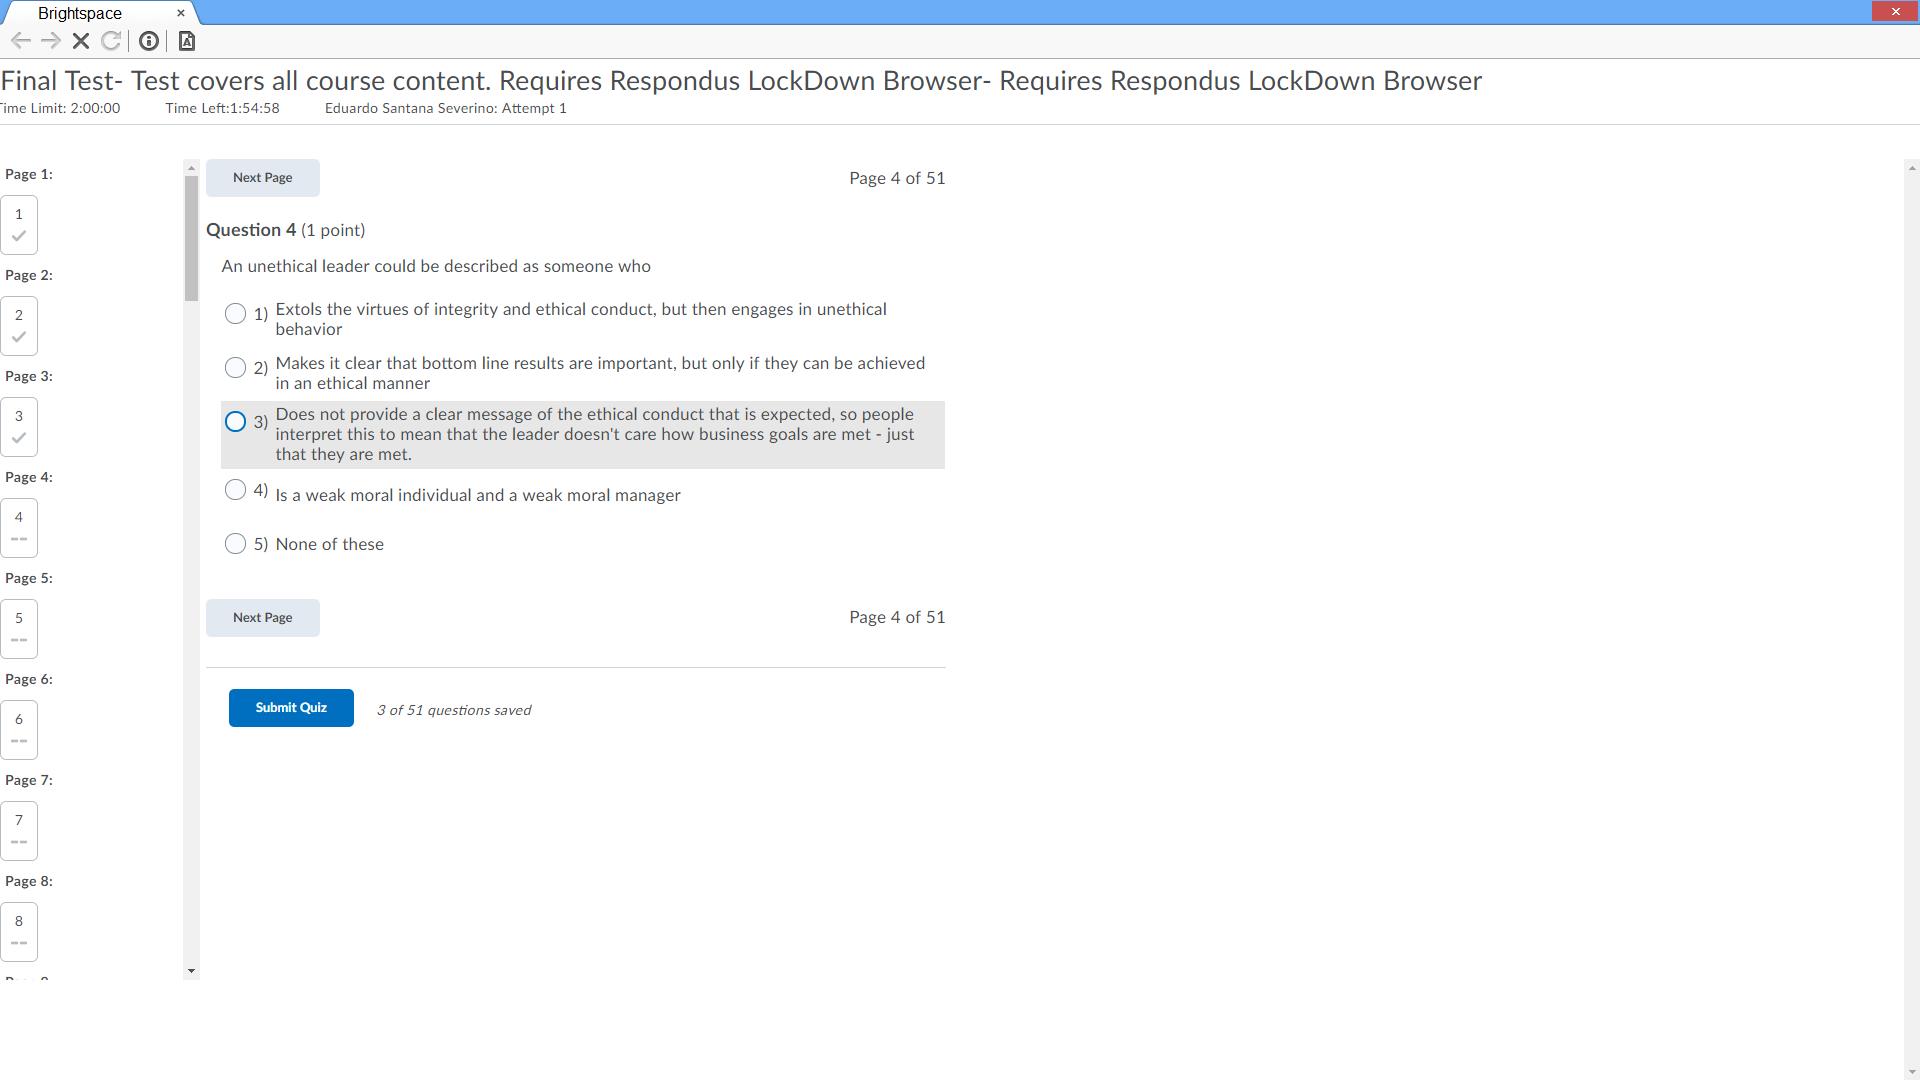 Brightspace
Final Test- Test covers all course content. Requires Respondus LockDown Browser- Requires Respondus LockDown Browser
Time Limit: 2:00:00 Time Left:1:54:58 Eduardo Santana Severino: Attempt 1
Page 1:
1
Page 2:
2
Page 3:
3
Page 4:
4
--
Page 5:
5
--
Page 6:
6
--
Page 7:
7
--
Page 8:
8
--
Next Page Page 4 of 51
Question 4 (1 point)
An unethical leader could be described as someone who
1) Extols the virtues of integrity and ethical conduct, but then engages in unethical
behavior
2) Makes it clear that bottom line results are important, but only if they can be achieved
in an ethical manner
3) Does not provide a clear message of the ethical conduct that is expected, so people
interpret this to mean that the leader doesn't care how business goals are met - just
that they are met.
4) Is a weak moral individual and a weak moral manager
5) None of these
Next Page Page 4 of 51
Submit Quiz 3 of 51 questions saved